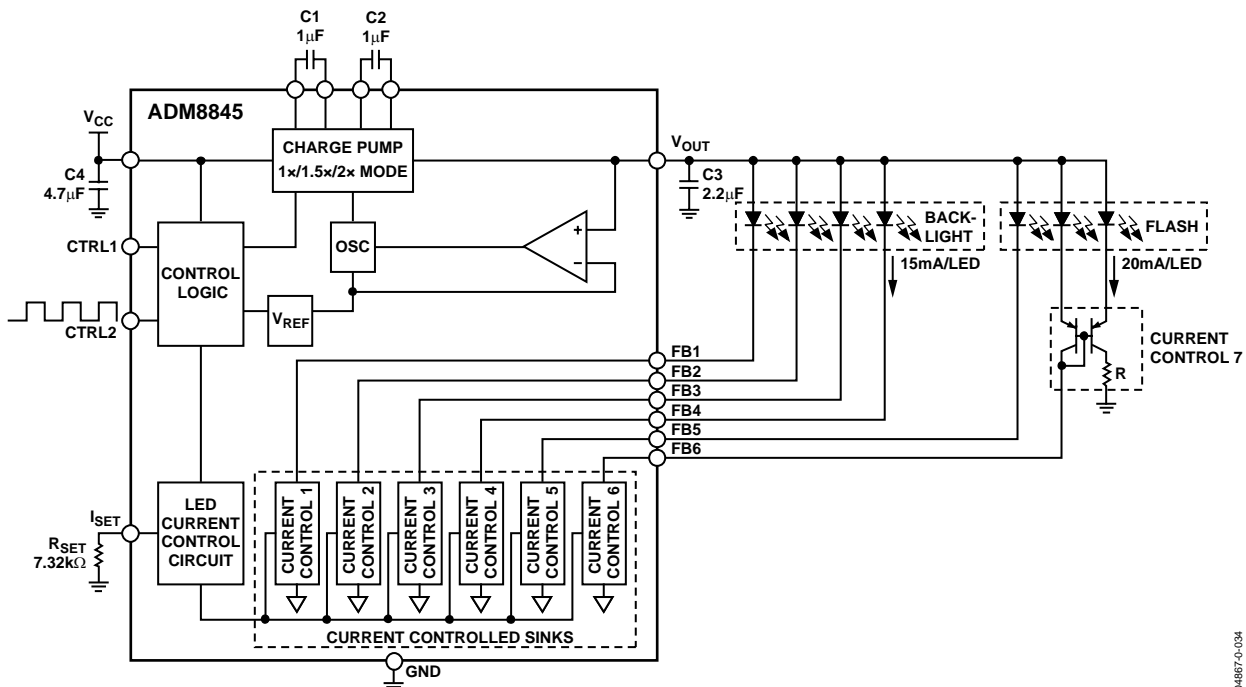 C1
1µF
C2
1µF
ADM8845
VCC
C4
4.7µF
CHARGE PUMP
1×/1.5×/2× MODE
VOUT
C3
2.2µF
CTRL1
CONTROL
LOGIC
OSC
+
–
BACK-
LIGHT
FLASH
15mA/LED
20mA/LED
CTRL2
VREF
CURRENT
CONTROL 7
R
FB1
FB2
FB3
FB4
FB5
FB6
ISET
RSET
7.32kΩ
LED
CURRENT
CONTROL
CIRCUIT
CURRENT
CONTROL 1
CURRENT
CONTROL 2
CURRENT
CONTROL 3
CURRENT
CONTROL 4
CURRENT
CONTROL 5
CURRENT
CONTROL 6
CURRENT CONTROLLED SINKS
GND
04867-0-034